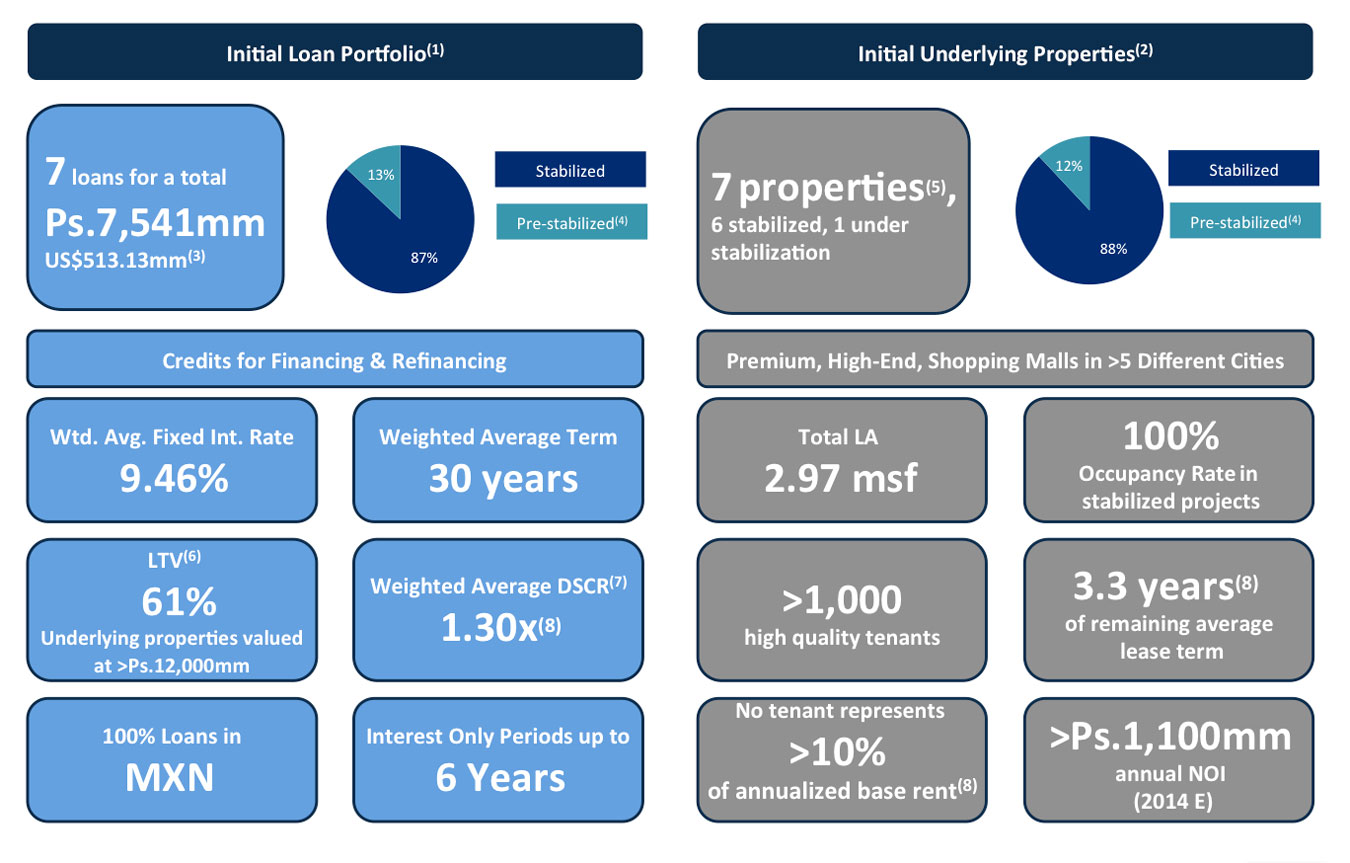 Initial Loan Portfolio(1)
7 loans for a total
Ps.7,541mm
US$513.13mm(3)
13%
87%
Stabilized
Pre-stabilized(4)
Credits for Financing & Refinancing
Wtd. Avg. Fixed Int. Rate
9.46%
Weighted Average Term
30 years
LTV(6)
61%
Underlying properties valued
at >Ps.12,000mm
Weighted Average DSCR(7)
1.30x(8)
100% Loans in
MXN
Interest Only Periods up to
6 Years
Initial Underlying Properties(2)
7 properties(5),
6 stabilized, 1 under
stabilization
12%
88%
Stabilized
Pre-stabilized(4)
Premium, High-End, Shopping Malls in >5 Different Cities
Total LA
2.97 msf
100%
Occupancy Rate in
stabilized projects
>1,000
high quality tenants
3.3 years(8)
of remaining average
lease term
No tenant represents
>10%
of annualized base rent(8)
>Ps.1,100mm
annual NOI
(2014 E)